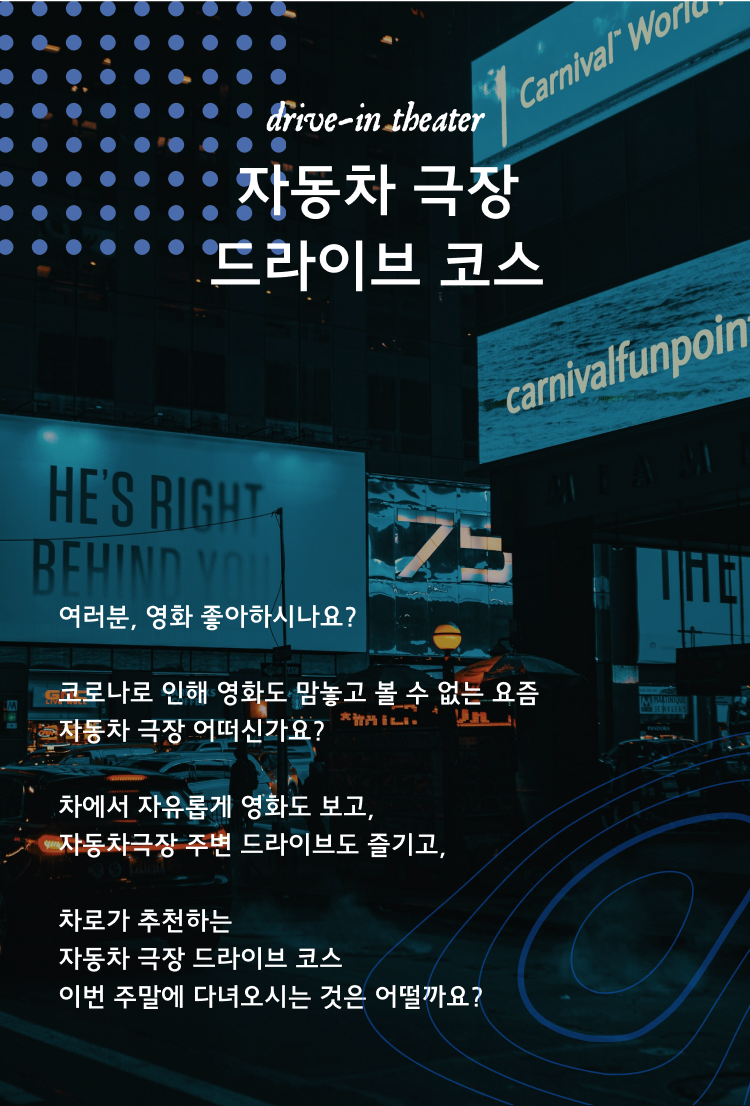 Carnival™ World
drive-in theater
자동차 극장
드라이브 코스
carnivalfunpoint
MIAM
HE'S RIGHT
BEHIND YOU
75
THE
여러분, 영화 좋아하시나요?
코로나로 인해 영화도 맘놓고 볼 수 없는 요즘
자동차 극장 어떠신가요?
차에서 자유롭게 영화도 보고,
자동차극장 주변 드라이브도 즐기고,
차로가 추천하는
자동차 극장 드라이브 코스
이번 주말에 다녀오시는 것은 어떨까요?